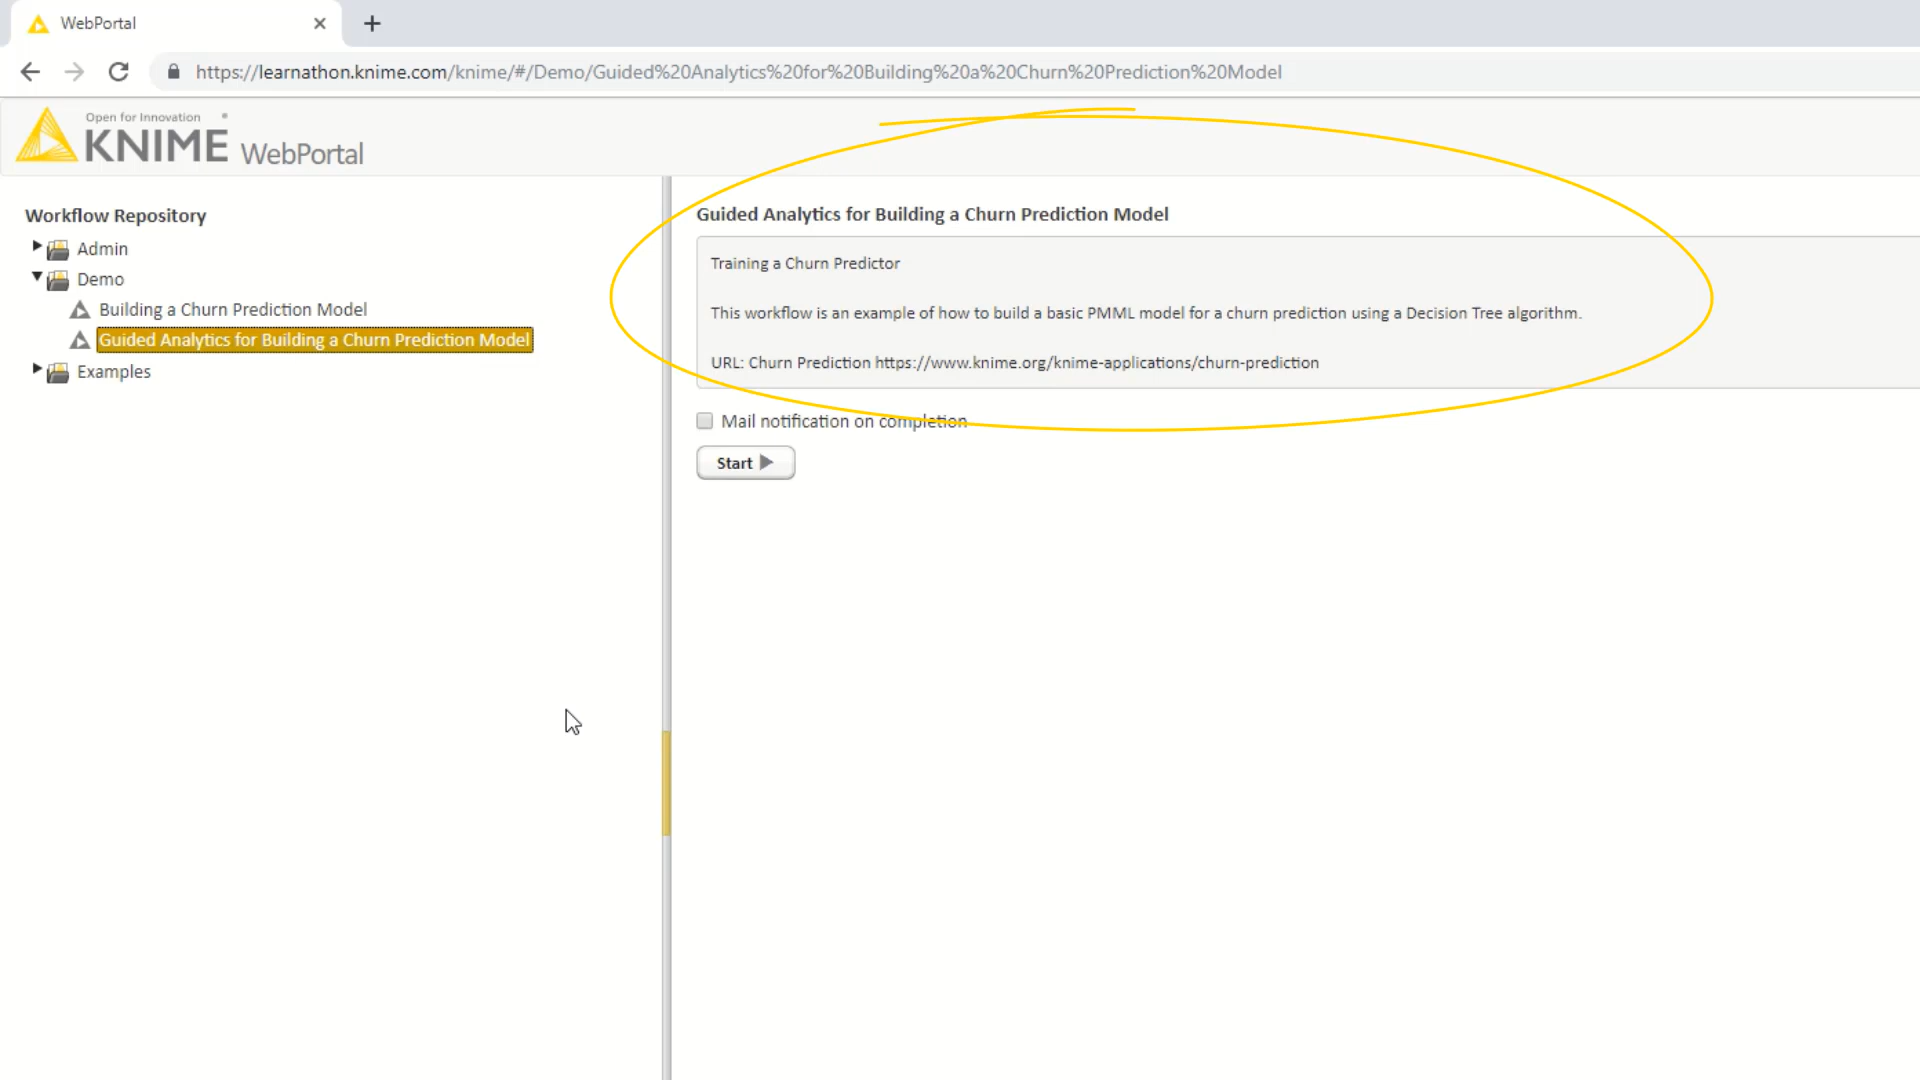 WebPortal
https://learnathon.knime.com/knime/#/Demo/Guided%20Analytics%20for%20Building%20a%20Churn%20Prediction%20Model
Open for Innovation
KNIME WebPortal
Workflow Repository
Admin
Demo
Building a Churn Prediction Model
Guided Analytics for Building a Churn Prediction Model
Examples
Guided Analytics for Building a Churn Prediction Model
Training a Churn Predictor
This workflow is an example of how to build a basic PMML model for a churn prediction using a Decision Tree algorithm.
URL: Churn Prediction https://www.knime.org/knime-applications/churn-prediction
Mail notification on completion
Start